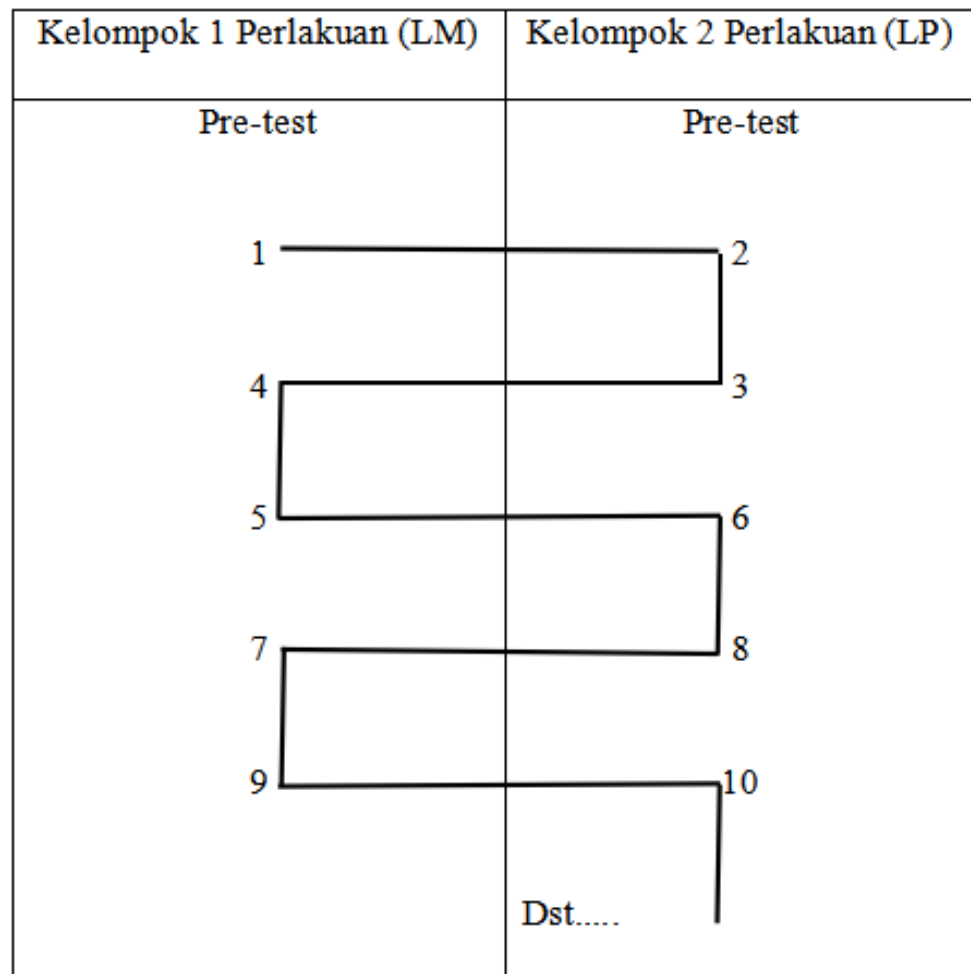 Kelompok 1 Perlakuan (LM)
Kelompok 2 Perlakuan (LP)
Pre-test
Pre-test
1
2
4
3
5
6
7
8
9
10
Dst.....